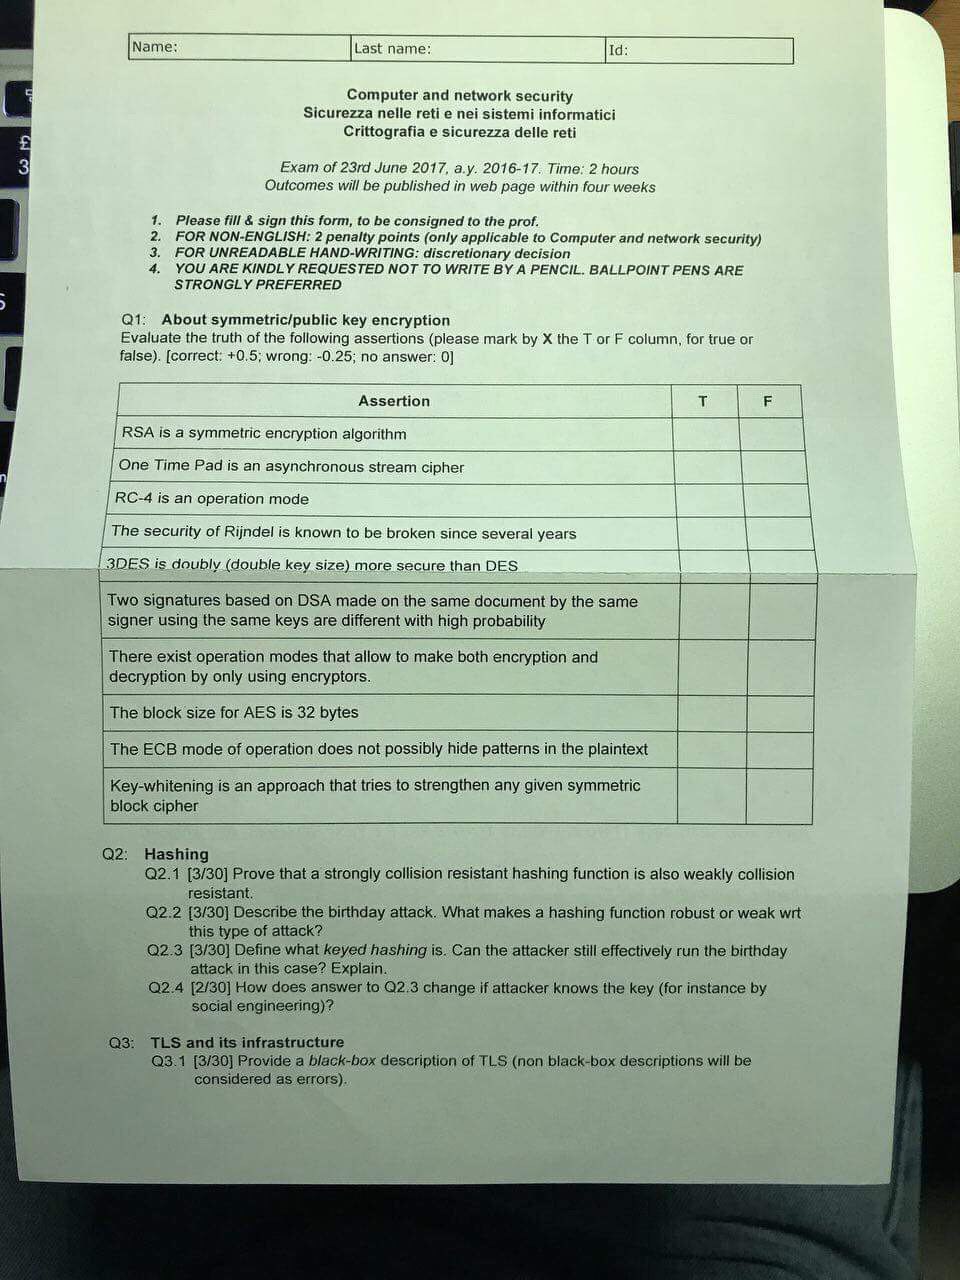 Name:
Last name:
Id:
Computer and network security
Sicurezza nelle reti e nei sistemi informatici
Crittografia e sicurezza delle reti
Exam of 23rd June 2017, a.y. 2016-17. Time: 2 hours
Outcomes will be published in web page within four weeks
1. Please fill & sign this form, to be consigned to the prof.
2. FOR NON-ENGLISH: 2 penalty points (only applicable to Computer and network security)
3. FOR UNREADABLE HAND-WRITING: discretionary decision
4. YOU ARE KINDLY REQUESTED NOT TO WRITE BY A PENCIL. BALLPOINT PENS ARE
STRONGLY PREFERRED
Q1: About symmetric/public key encryption
Evaluate the truth of the following assertions (please mark by X the T or F column, for true or
false). [correct: +0.5; wrong: -0.25; no answer: 0]
Assertion T F
RSA is a symmetric encryption algorithm
One Time Pad is an asynchronous stream cipher
RC-4 is an operation mode
The security of Rijndel is known to be broken since several years
3DES is doubly (double key size) more secure than DES
Two signatures based on DSA made on the same document by the same
signer using the same keys are different with high probability
There exist operation modes that allow to make both encryption and
decryption by only using encryptors.
The block size for AES is 32 bytes
The ECB mode of operation does not possibly hide patterns in the plaintext
Key-whitening is an approach that tries to strengthen any given symmetric
block cipher
Q2: Hashing
Q2.1 [3/30] Prove that a strongly collision resistant hashing function is also weakly collision
resistant.
Q2.2 [3/30] Describe the birthday attack. What makes a hashing function robust or weak wrt
this type of attack?
Q2.3 [3/30] Define what keyed hashing is. Can the attacker still effectively run the birthday
attack in this case? Explain.
Q2.4 [2/30] How does answer to Q2.3 change if attacker knows the key (for instance by
social engineering)?
Q3: TLS and its infrastructure
Q3.1 [3/30] Provide a black-box description of TLS (non black-box descriptions will be
considered as errors).
£
3